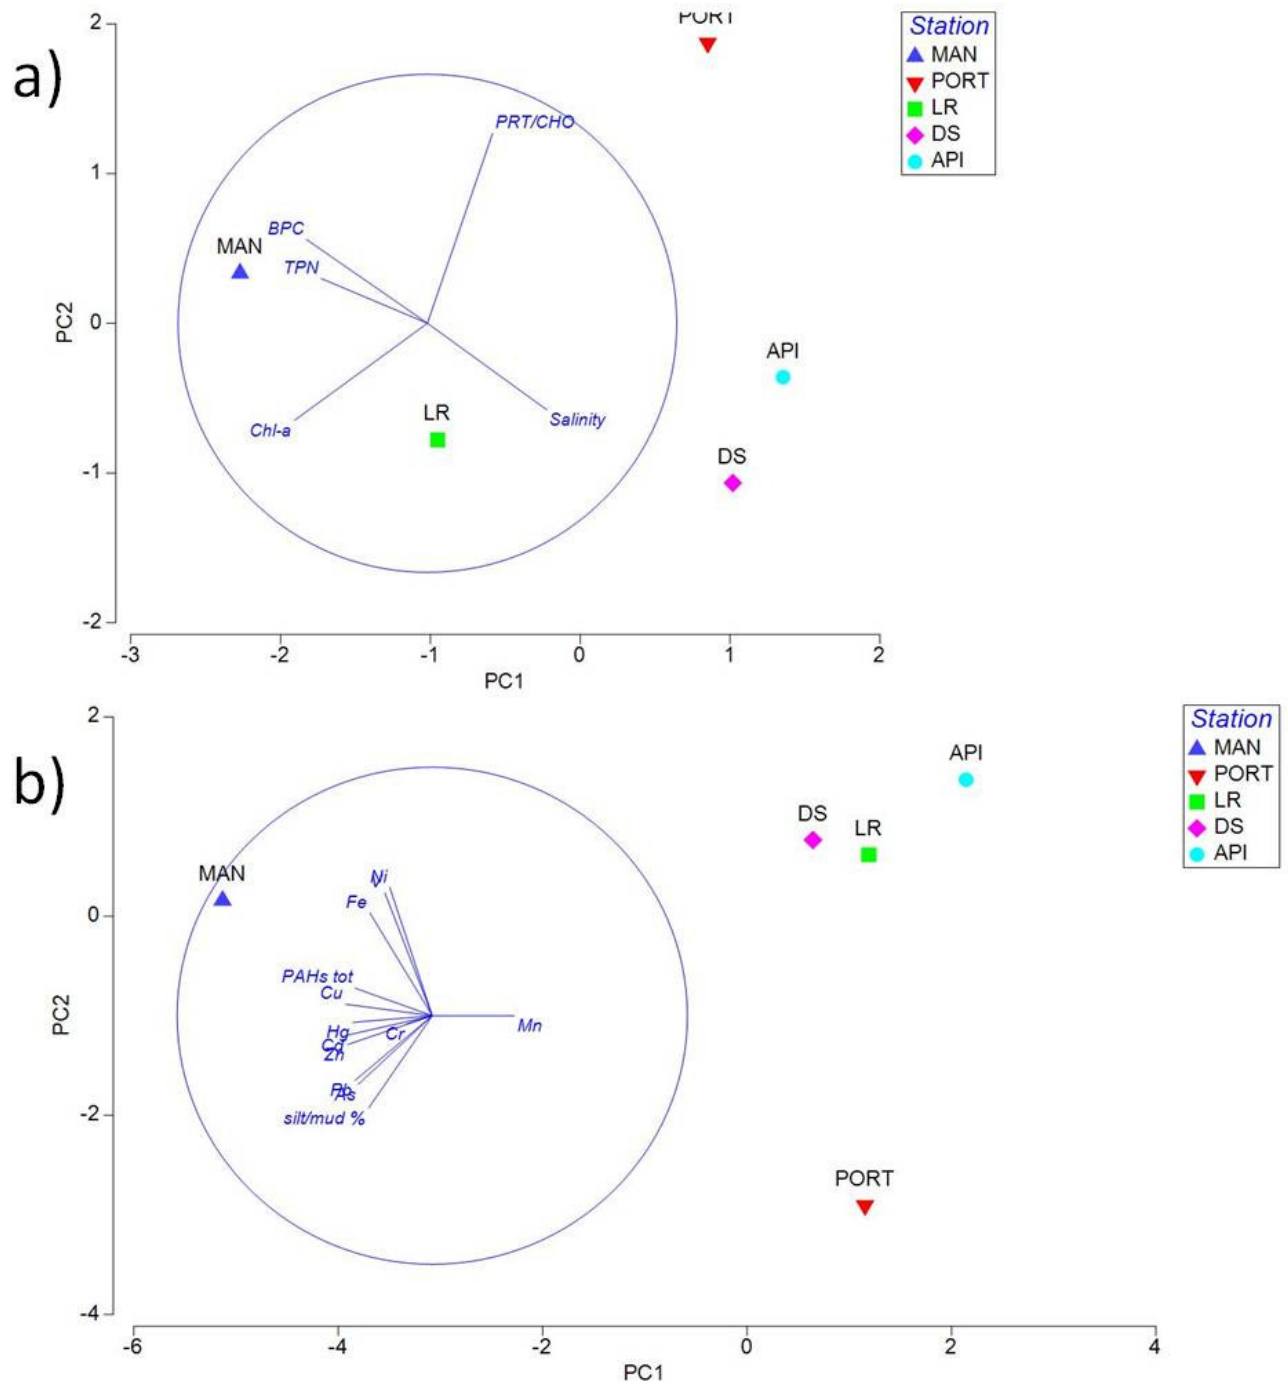 a)
2
1
0
-1
-2
PC2
PORT
PRT/CHO
BPC
MAN
TPN
API
LR
Chl-a
Salinity
DS
-3 -2 -1 0 1 2
PC1
Station
MAN
PORT
LR
DS
API
b)
2
0
-2
-4
PC2
API
DS
LR
MAN
Ni
V
Fe
PAHs tot
Cu
Hg
Cr
Mn
Cd
Zn
Pb
As
silt/mud %
PORT
-6 -4 -2 0 2 4
PC1
Station
MAN
PORT
LR
DS
API